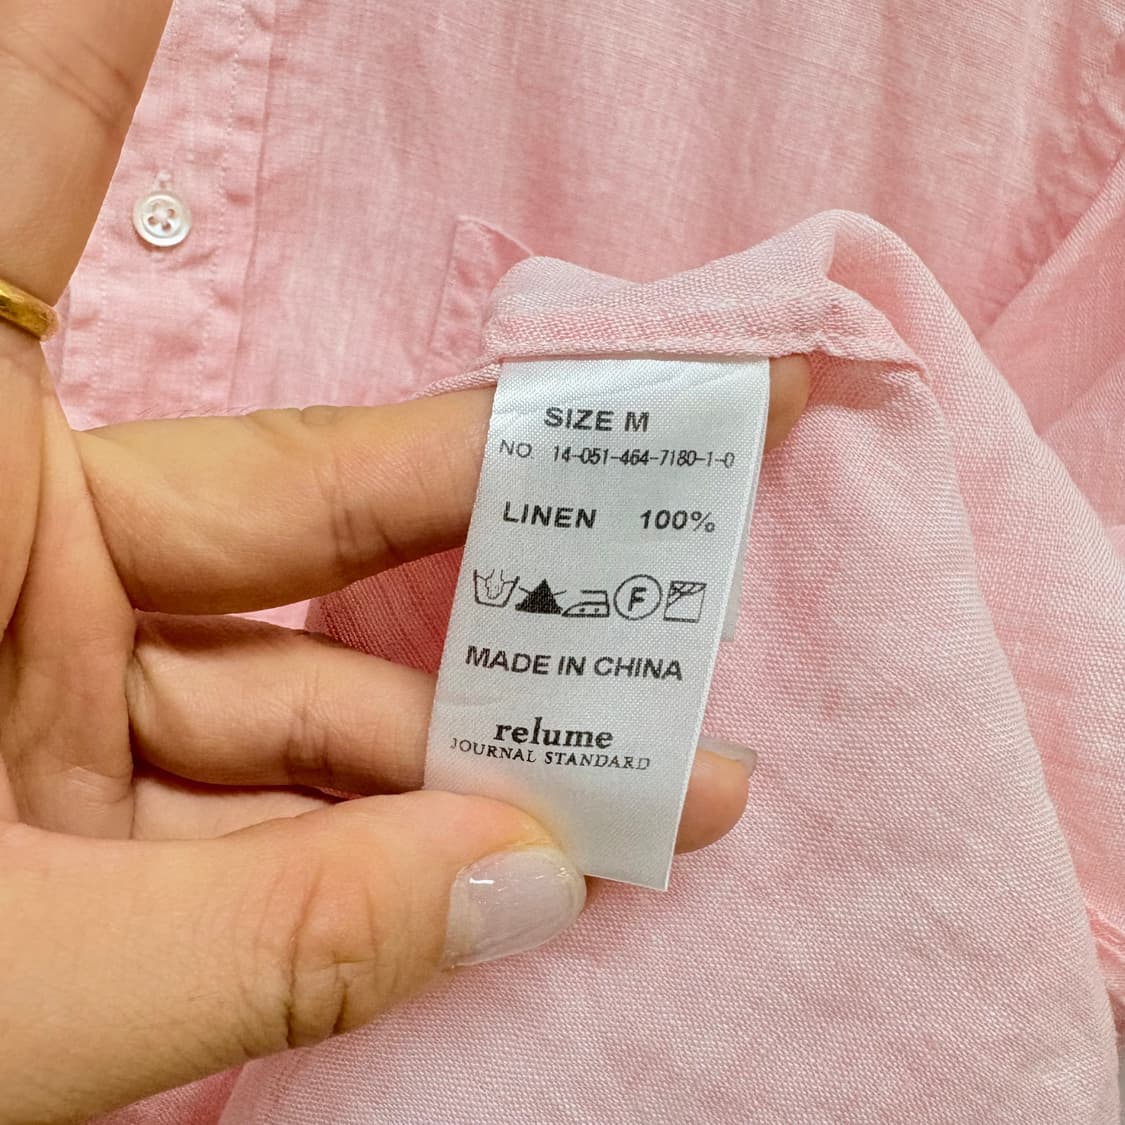 SIZE M
NO. 14-051-464-7180-1-0
LINEN 100%
F
MADE IN CHINA
relume
JOURNAL STANDARD